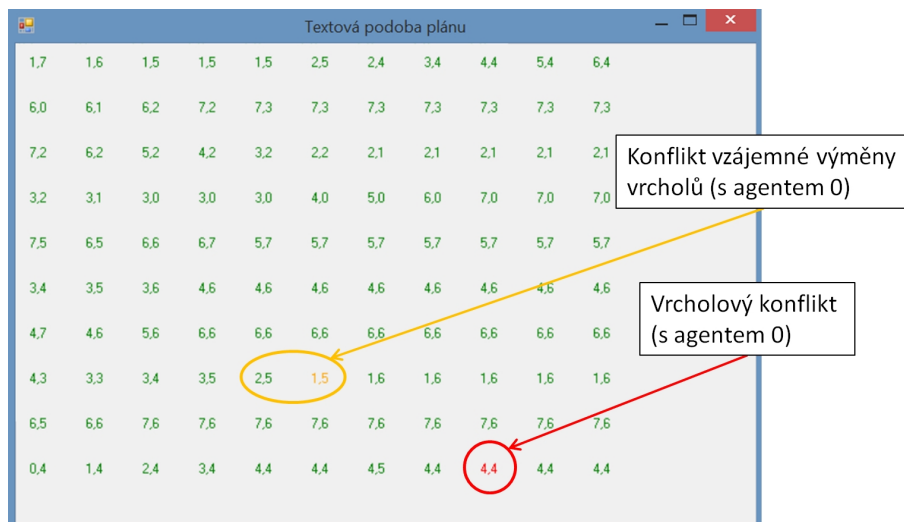 Textová podoba plánu
1,7 1,6 1,5 1,5 1,5 2,5 2,4 3,4 4,4 5,4 6,4
6,0 6,1 6,2 7,2 7,3 7,3 7,3 7,3 7,3 7,3 7,3
7,2 6,2 5,2 4,2 3,2 2,2 2,1 2,1 2,1 2,1 2,1
Konflikt vzájemné výměny
vrcholů (s agentem 0)
3,2 3,1 3,0 3,0 3,0 4,0 5,0 6,0 7,0 7,0 7,0
7,5 6,5 6,6 6,7 5,7 5,7 5,7 5,7 5,7 5,7 5,7
3,4 3,5 3,6 4,6 4,6 4,6 4,6 4,6 4,6 4,6 4,6
Vrcholový konflikt
(s agentem 0)
4,7 4,6 5,6 6,6 6,6 6,6 6,6 6,6 6,6 6,6 6,6
4,3 3,3 3,4 3,5 2,5 1,5 1,6 1,6 1,6 1,6 1,6
6,5 6,6 7,6 7,6 7,6 7,6 7,6 7,6 7,6 7,6 7,6
0,4 1,4 2,4 3,4 4,4 4,4 4,5 4,4 4,4 4,4 4,4